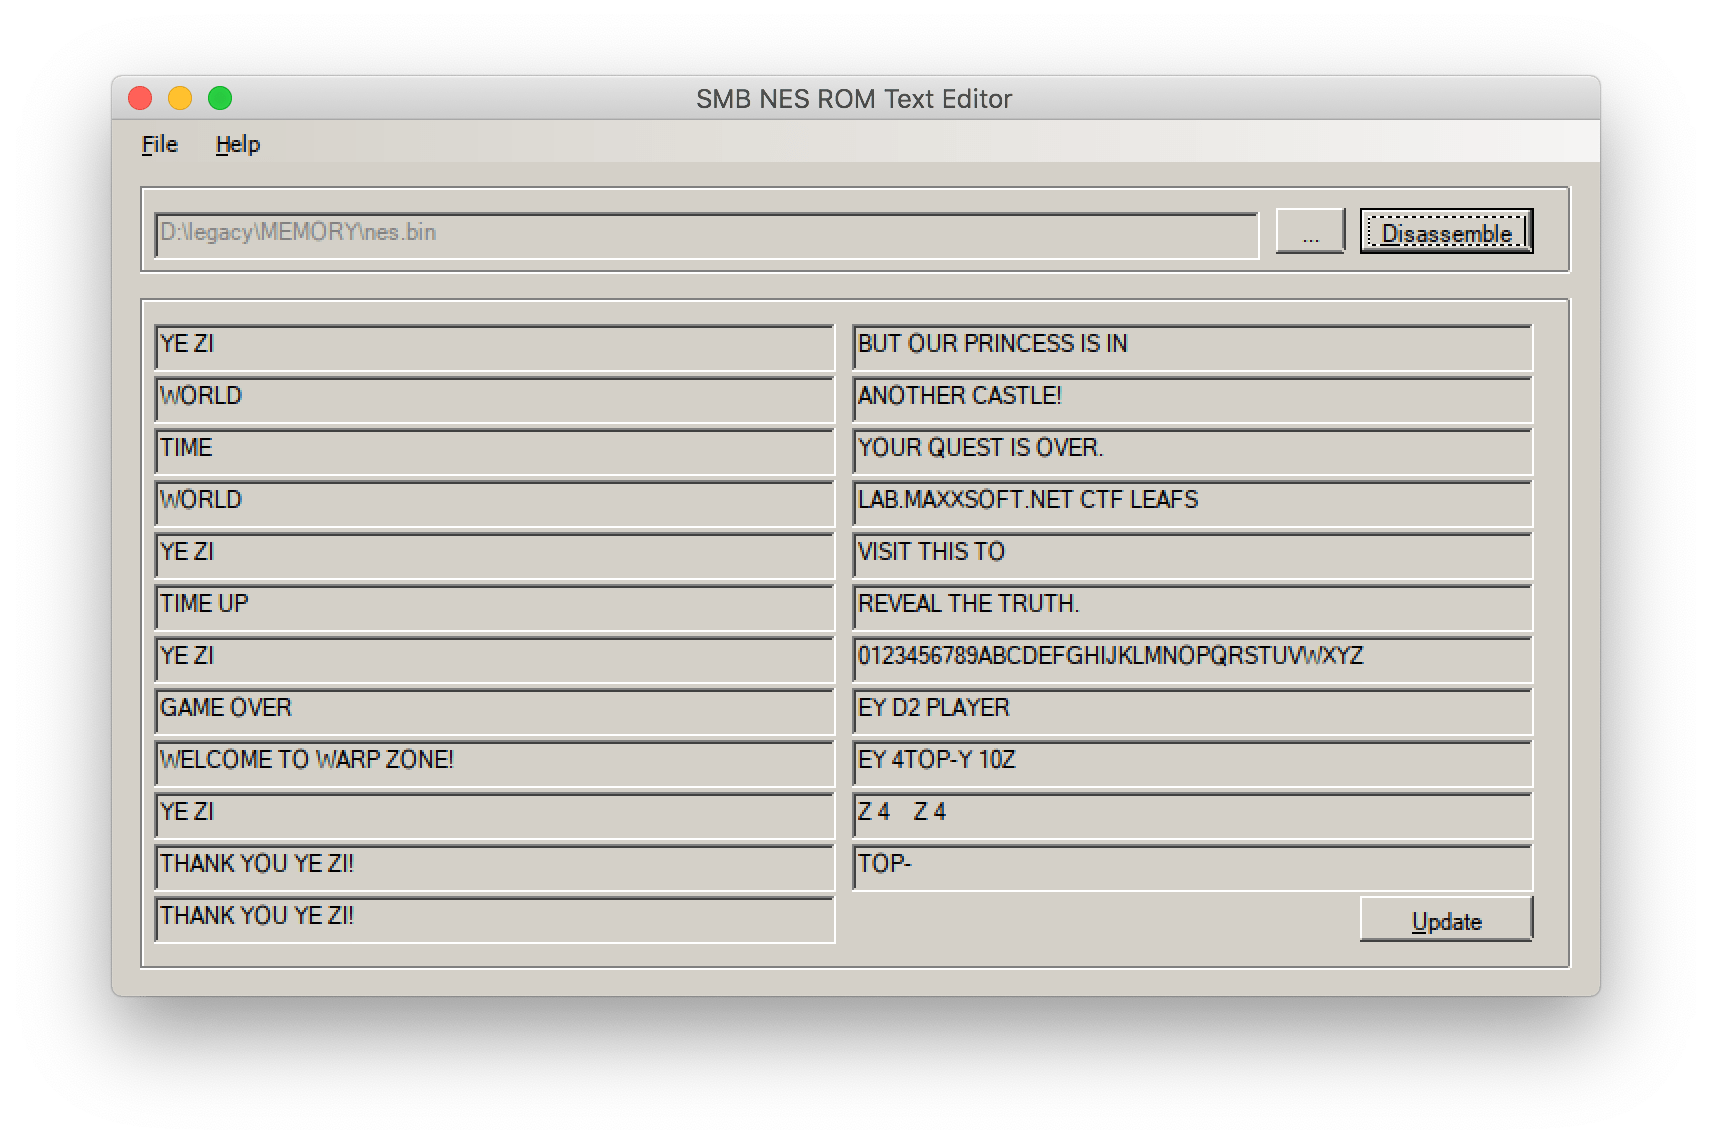 SMB NES ROM Text Editor
File Help
D:\legacy\MEMORY\nes.bin ... Disassemble
YE ZI
WORLD
TIME
WORLD
YE ZI
TIME UP
YE ZI
GAME OVER
WELCOME TO WARP ZONE!
YE ZI
THANK YOU YE ZI!
THANK YOU YE ZI!
BUT OUR PRINCESS IS IN
ANOTHER CASTLE!
YOUR QUEST IS OVER.
LAB.MAXXSOFT.NET CTF LEAFS
VISIT THIS TO
REVEAL THE TRUTH.
0123456789ABCDEFGHIJKLMNOPQRSTUVWXYZ
EY D2 PLAYER
EY 4TOP-Y 10Z
Z 4    Z 4
TOP-
Update